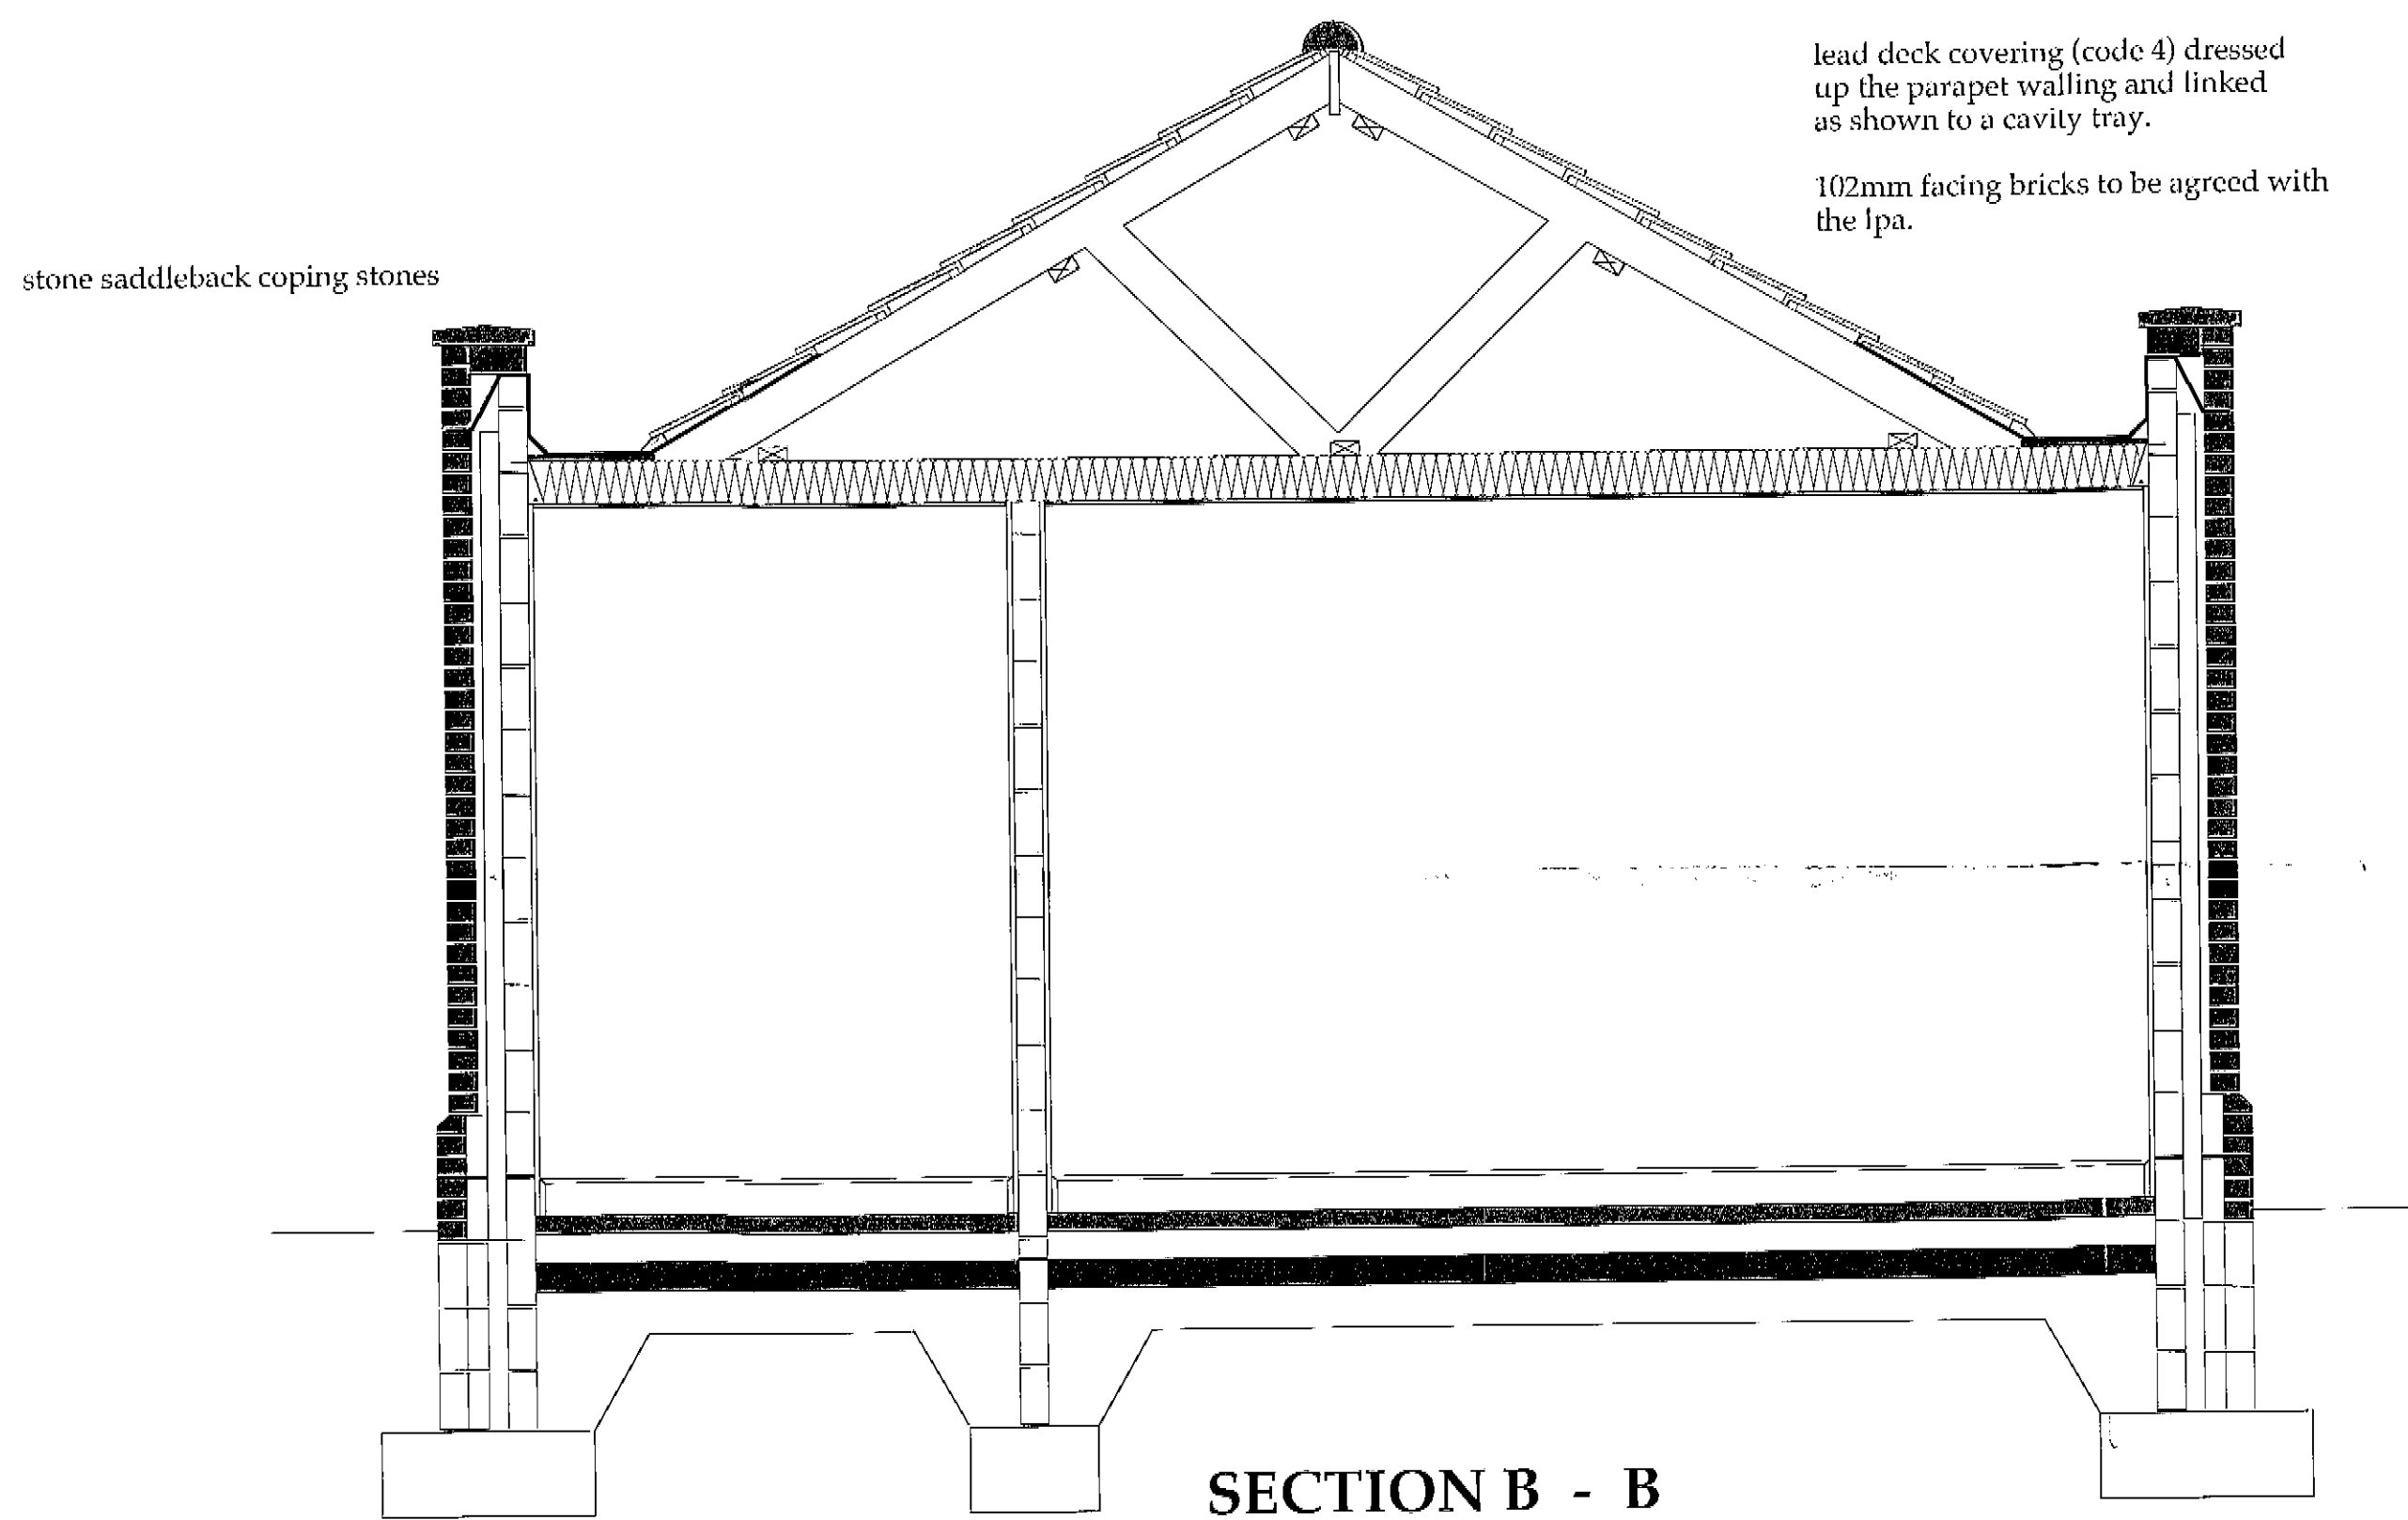 lead deck covering (code 4) dressed
up the parapet walling and linked
as shown to a cavity tray.
102mm facing bricks to be agreed with
the lpa.
stone saddleback coping stones
SECTION B - B